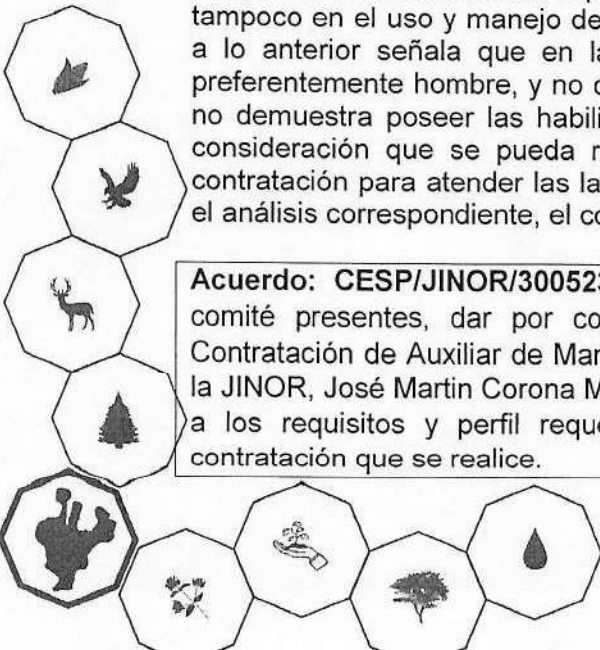 tampoco en el uso y manejo de
a lo anterior señala que en la
preferentemente hombre, y no
no demuestra poseer las habili
consideración que se pueda
contratación para atender las la
el análisis correspondiente, el co
Acuerdo: CESP/JINOR/300523
comité presentes, dar por co
Contratación de Auxiliar de Mar
la JINOR, José Martin Corona M
a los requisitos y perfil reque
contratación que se realice.